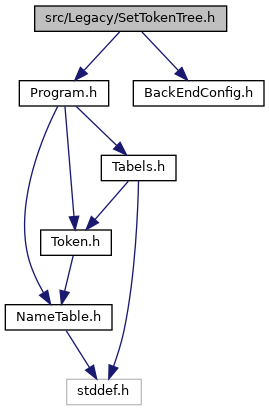 src/Legacy/SetTokenTree.h
Program.h
BackEndConfig.h
Tabels.h
Token.h
NameTable.h
stddef.h